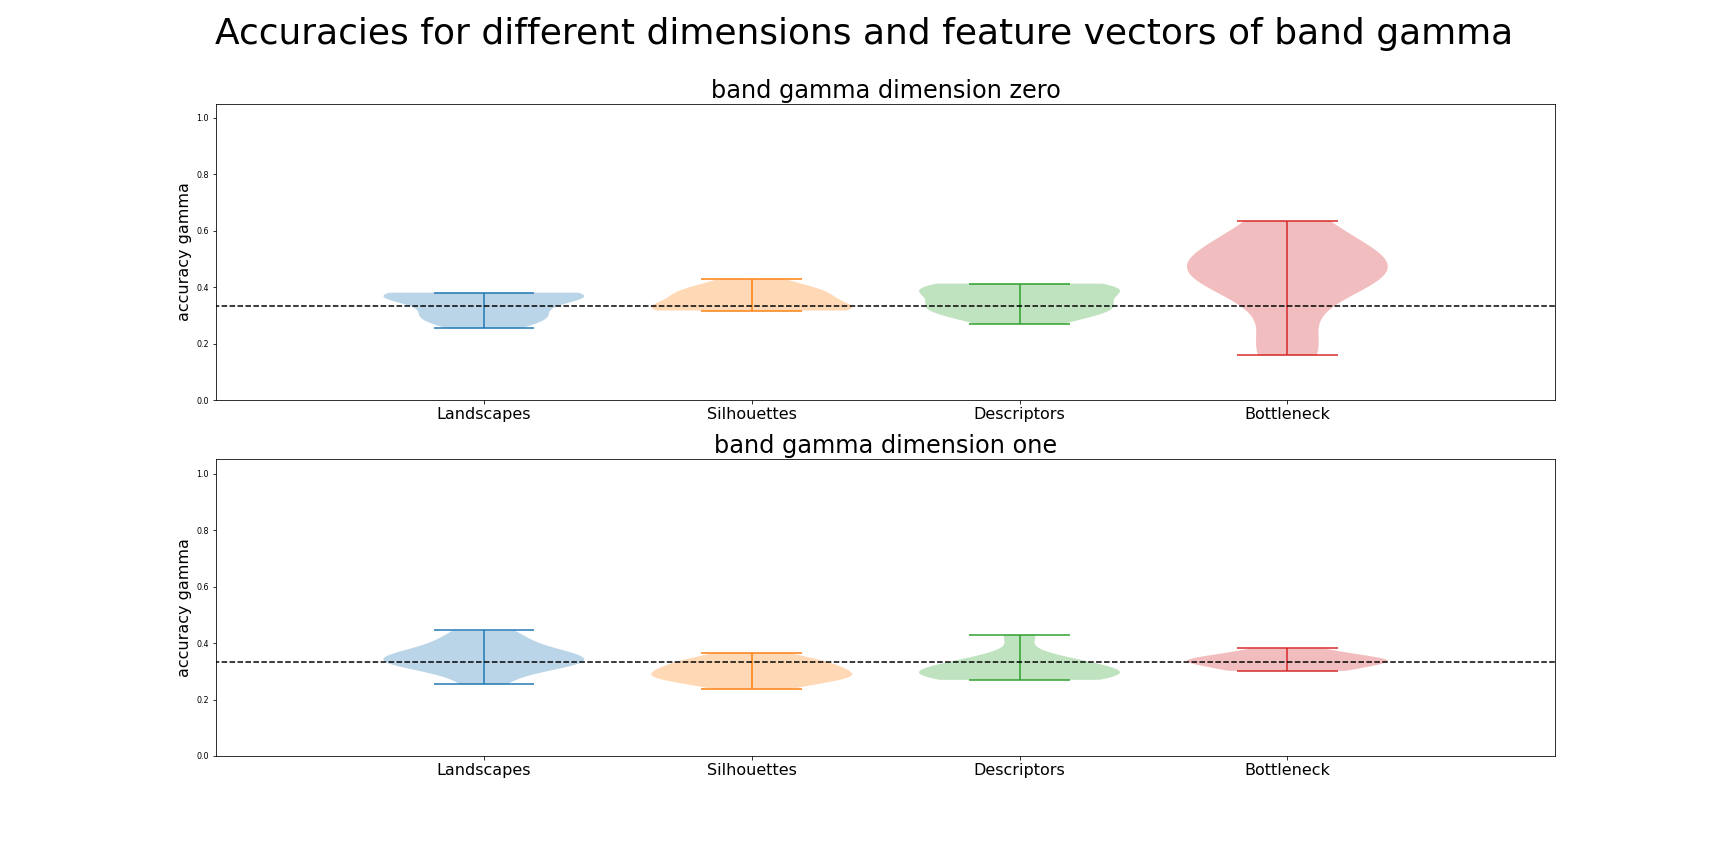 Accuracies for different dimensions and feature vectors of band gamma
band gamma dimension zero
accuracy gamma
1.0
0.8
0.6
0.4
0.2
0.0
Landscapes Silhouettes Descriptors Bottleneck
band gamma dimension one
accuracy gamma
1.0
0.8
0.6
0.4
0.2
0.0
Landscapes Silhouettes Descriptors Bottleneck